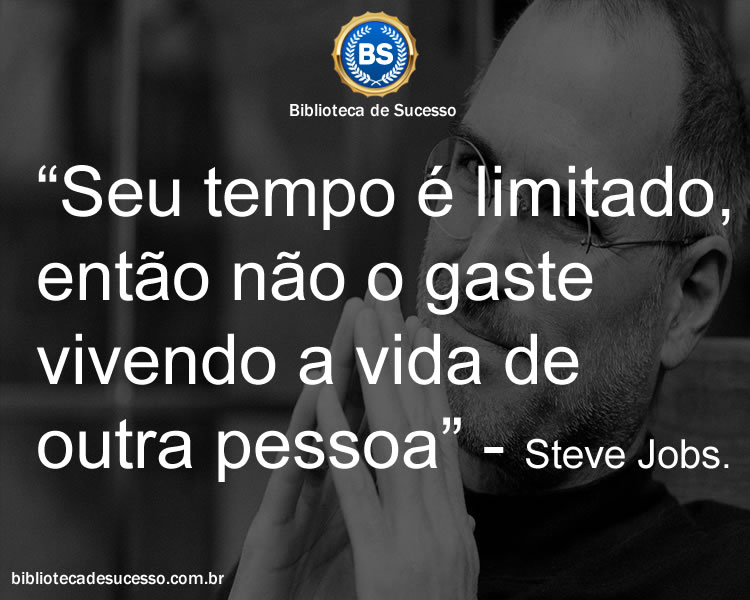 BS
Biblioteca de Sucesso
“Seu tempo é limitado,
então não o gaste
vivendo a vida de
outra pessoa” - Steve Jobs.
bibliotecadesucesso.com.br